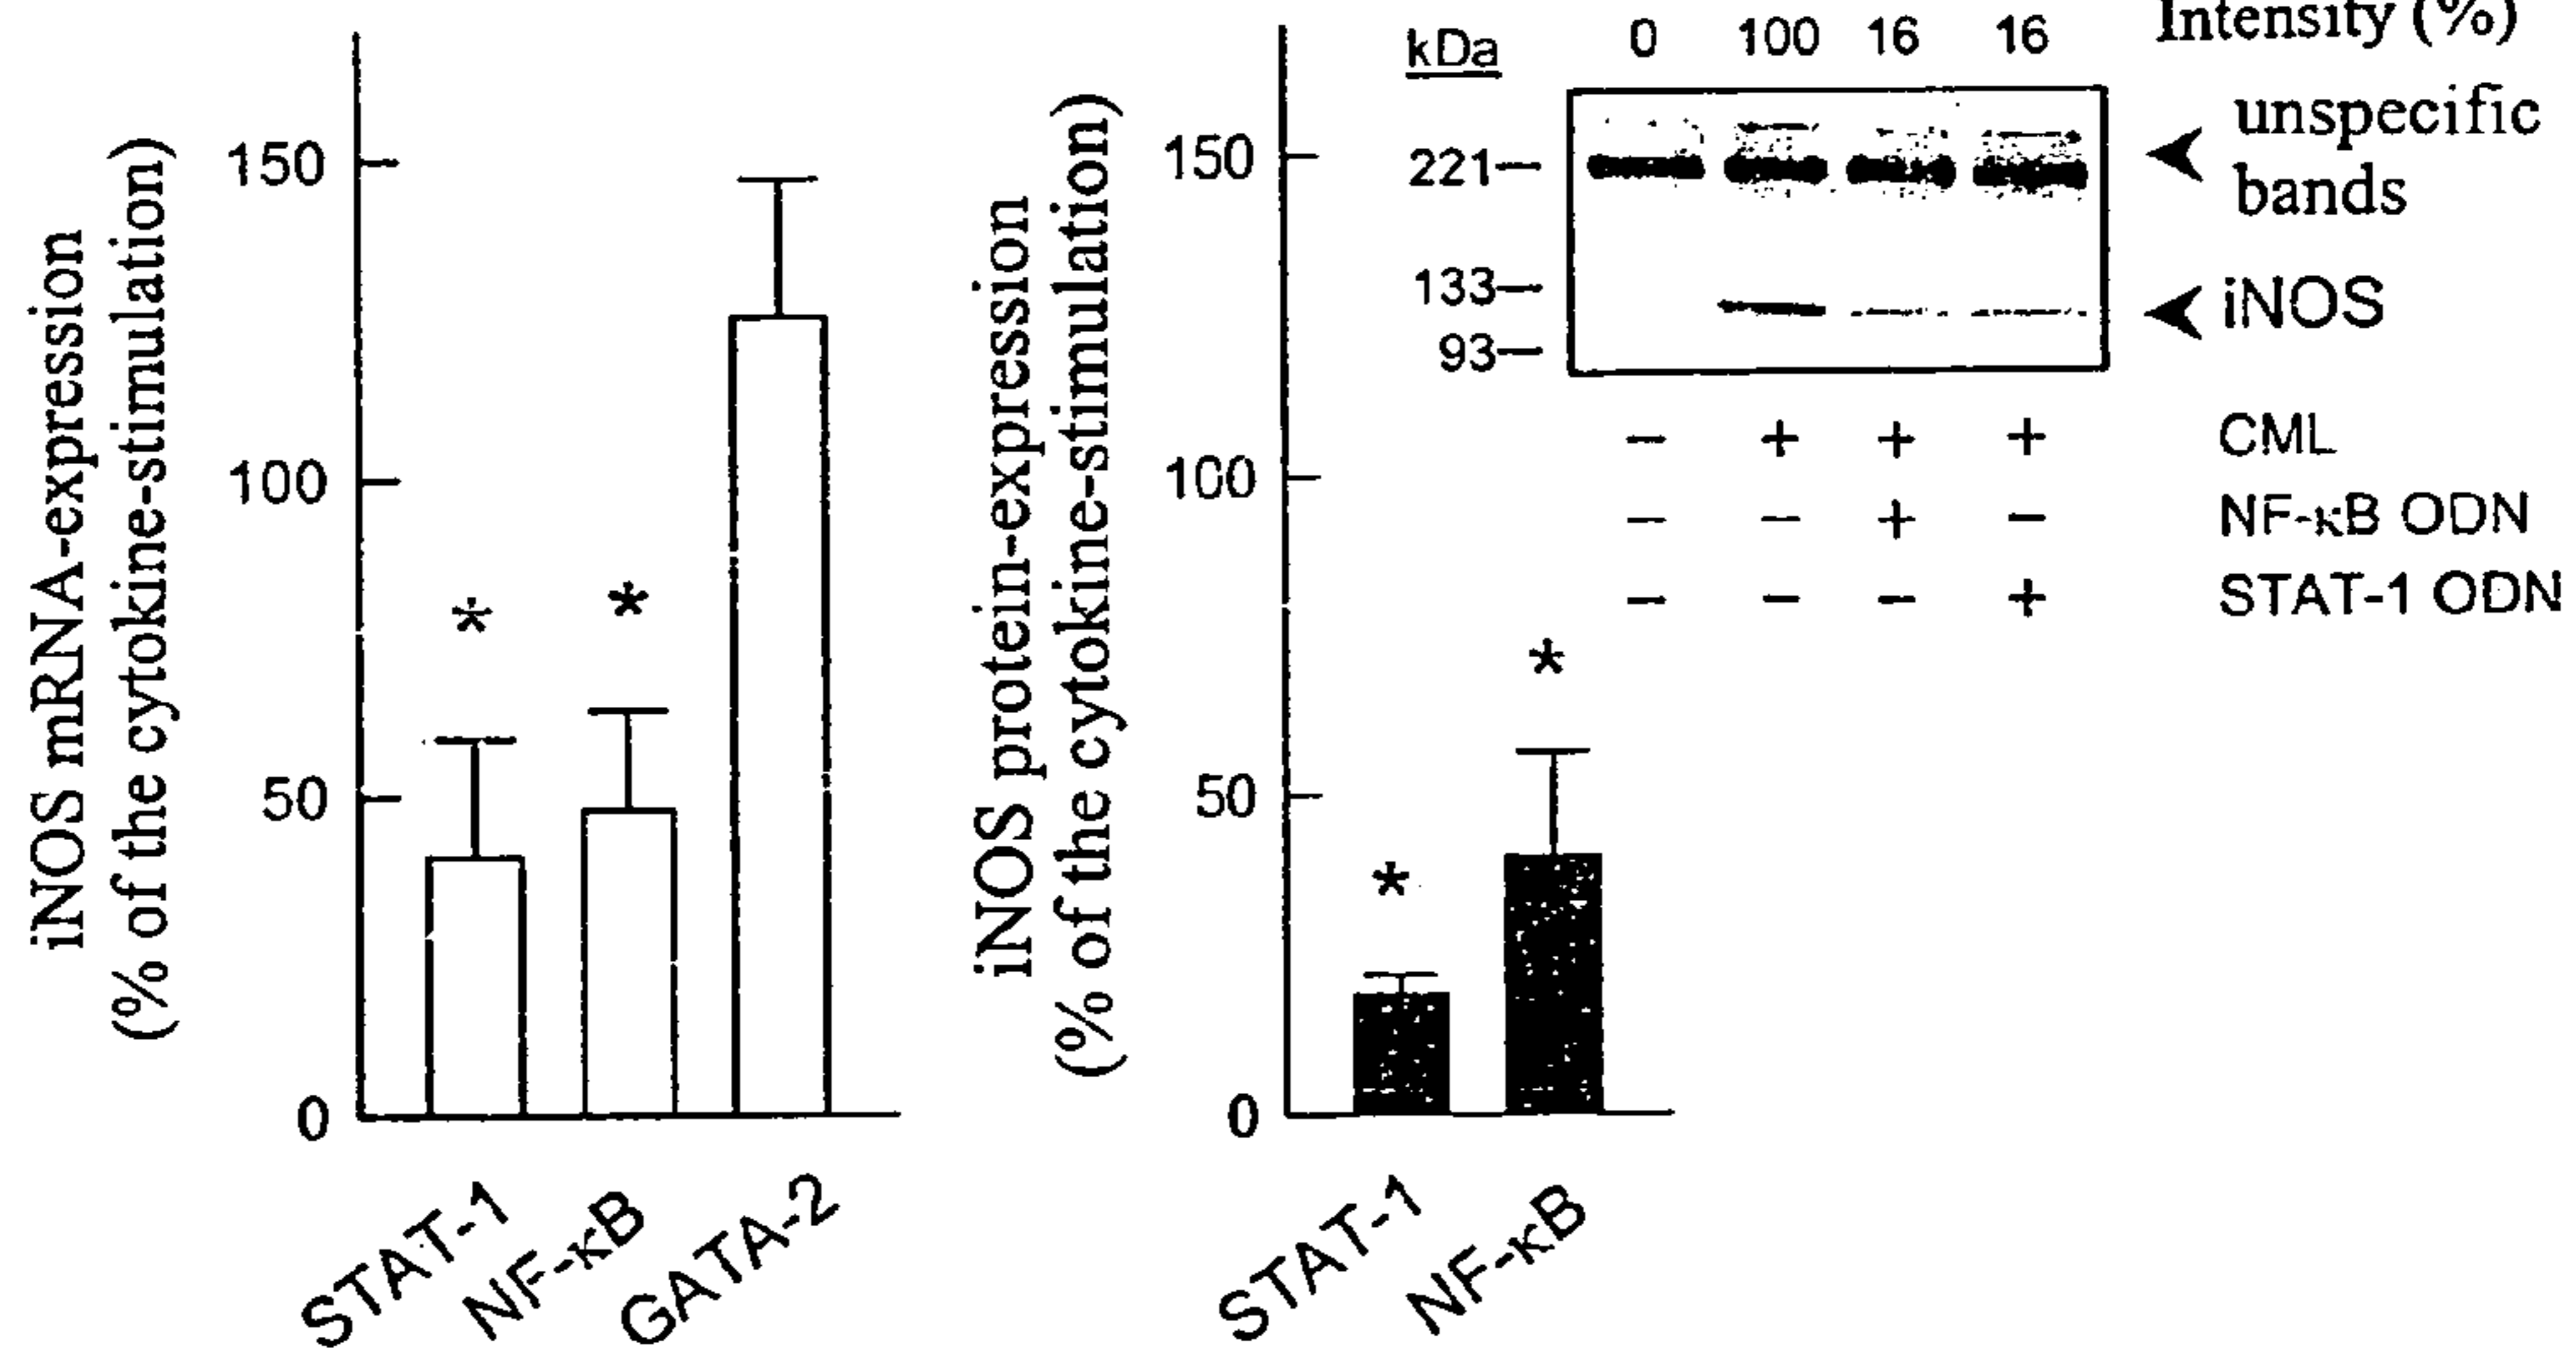 iNOS mRNA-expression
(% of the cytokine-stimulation)
150
100
50
0
STAT-1
NF-κB
GATA-2
iNOS protein-expression
(% of the cytokine-stimulation)
150
100
50
0
STAT-1
NF-κB
*
*
*
*
kDa 0 100 16 16 Intensity (%)
221 unspecific
bands
133 iNOS
93
− + + + CML
− − + − NF-κB ODN
− − − + STAT-1 ODN